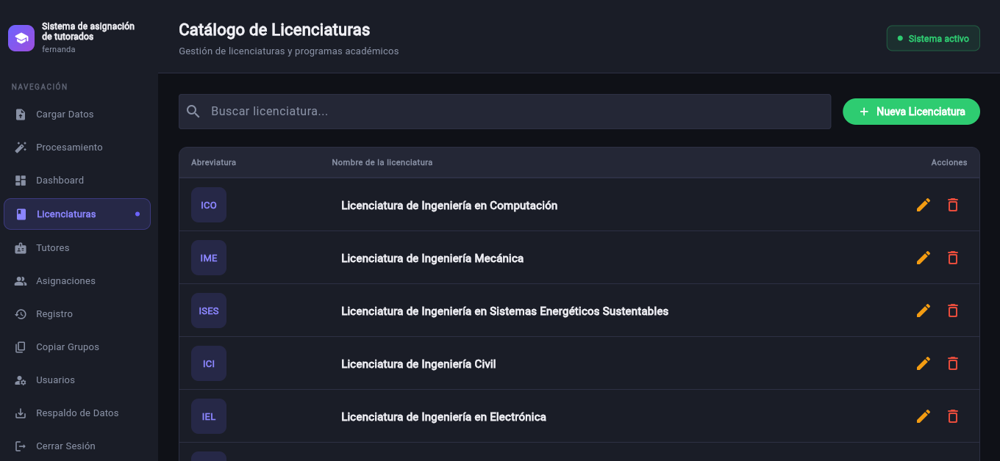 Sistema de asignación
de tutorados
fernanda
NAVEGACIÓN
Cargar Datos
Procesamiento
Dashboard
Licenciaturas
Tutores
Asignaciones
Registro
Copiar Grupos
Usuarios
Respaldo de Datos
Cerrar Sesión
Catálogo de Licenciaturas
Gestión de licenciaturas y programas académicos
Sistema activo
Buscar licenciatura...
+ Nueva Licenciatura
Abreviatura Nombre de la licenciatura Acciones
ICO Licenciatura de Ingeniería en Computación
IME Licenciatura de Ingeniería Mecánica
ISES Licenciatura de Ingeniería en Sistemas Energéticos Sustentables
ICI Licenciatura de Ingeniería Civil
IEL Licenciatura de Ingeniería en Electrónica